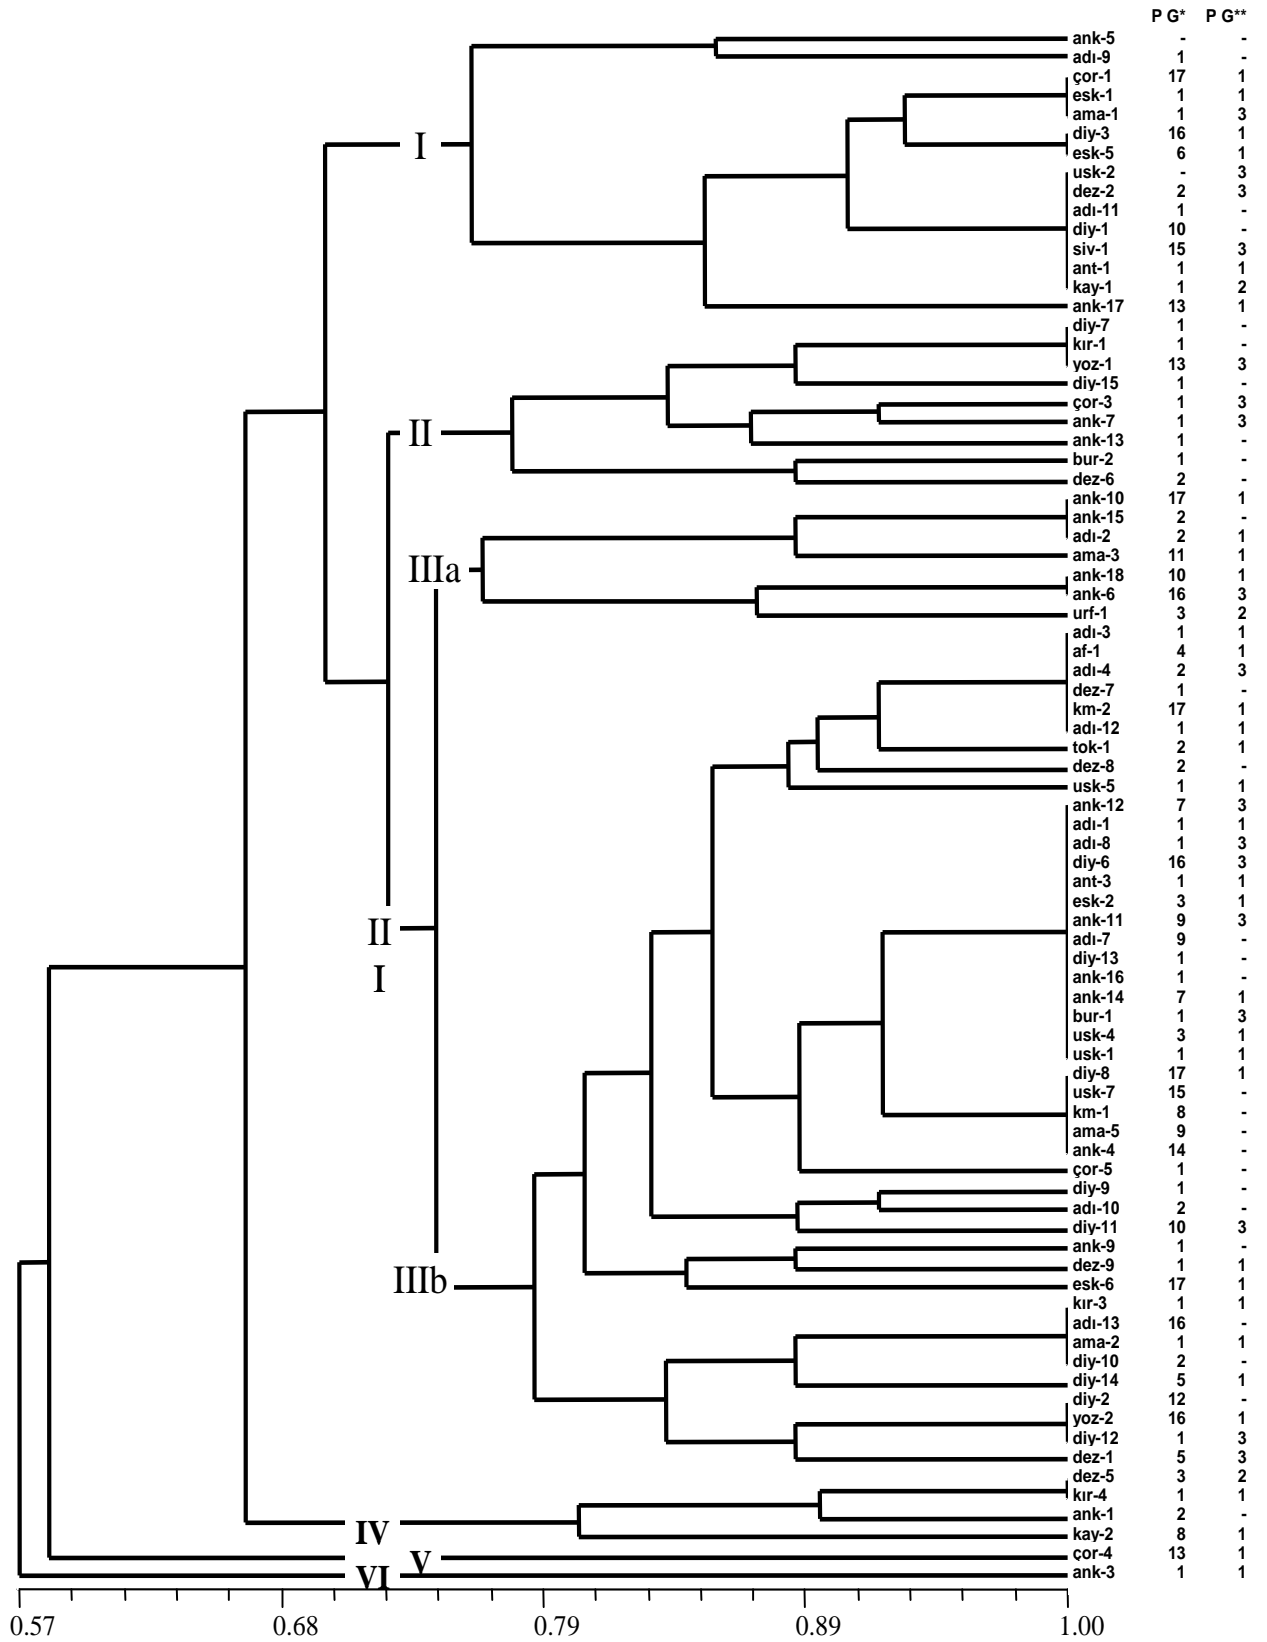 P G* P G**
ank-5 - -
adı-9 1 -
çor-1 17 1
esk-1 1 1
ama-1 1 3
diy-3 16 1
I
esk-5 6 1
usk-2 - 3
dez-2 2 3
adı-11 1 -
diy-1 10 -
siv-1 15 3
ant-1 1 1
kay-1 1 2
ank-17 13 1
diy-7 1 -
kır-1 1 -
yoz-1 13 3
diy-15 1 -
çor-3 1 3
ank-7 1 3
II
ank-13 1 -
bur-2 1 -
dez-6 2 -
ank-10 17 1
ank-15 2 -
adı-2 2 1
ama-3 11 1
IIIa
ank-18 10 1
ank-6 16 3
urf-1 3 2
adı-3 1 1
af-1 4 1
adı-4 2 3
dez-7 1 -
km-2 17 1
adı-12 1 1
tok-1 2 1
dez-8 2 -
usk-5 1 1
ank-12 7 3
adı-1 1 1
adı-8 1 3
diy-6 16 3
ant-3 1 1
esk-2 3 1
ank-11 9 3
II
adı-7 9 -
diy-13 1 -
I
ank-16 1 -
ank-14 7 1
bur-1 1 3
usk-4 3 1
usk-1 1 1
diy-8 17 1
usk-7 15 -
km-1 8 -
ama-5 9 -
ank-4 14 -
çor-5 1 -
diy-9 1 -
adı-10 2 -
diy-11 10 3
ank-9 1 -
dez-9 1 1
IIIb
esk-6 17 1
kır-3 1 1
adı-13 16 -
ama-2 1 1
diy-10 2 -
diy-14 5 1
diy-2 12 -
yoz-2 16 1
diy-12 1 3
dez-1 5 3
dez-5 3 2
kır-4 1 1
ank-1 2 -
IV
kay-2 8 1
V
çor-4 13 1
VI
ank-3 1 1
0.57 0.68 0.79 0.89 1.00